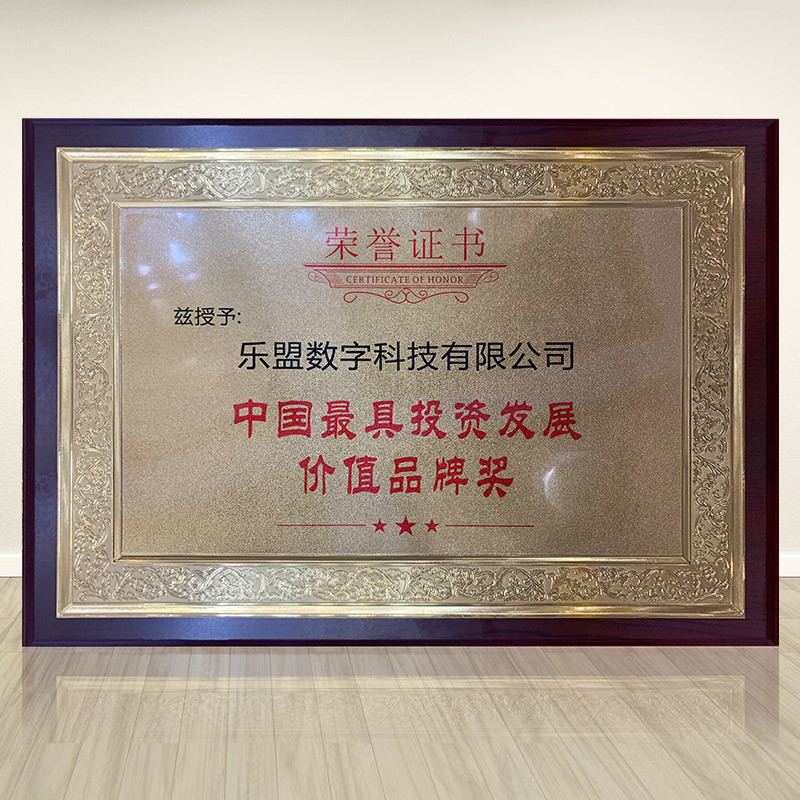 荣誉证书
CERTIFICATE OF HONOR
兹授予:
乐盟数字科技有限公司
中国最具投资发展
价值品牌奖